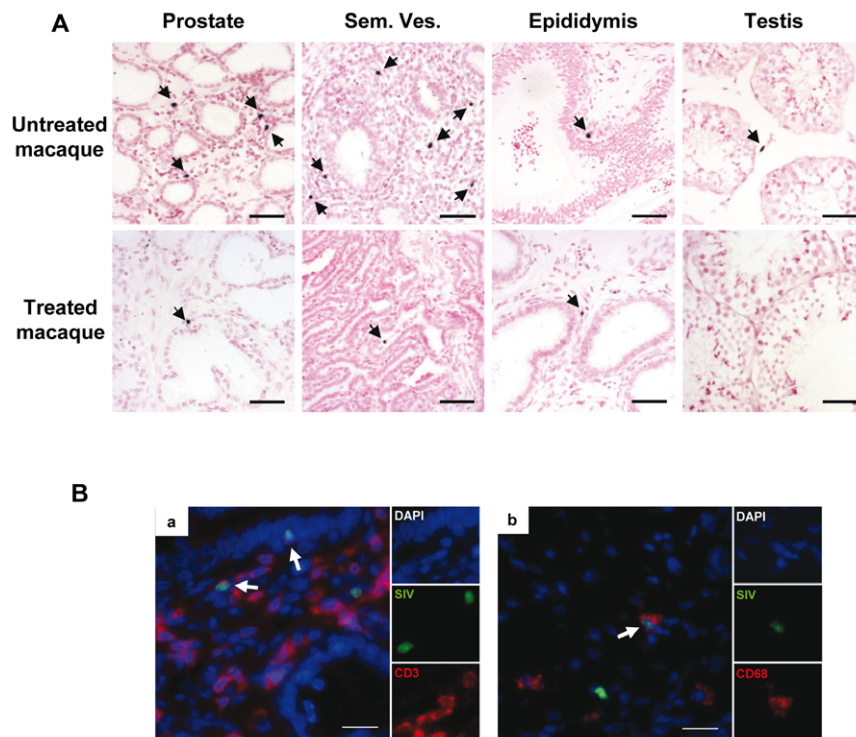 A
Prostate
Sem. Ves.
Epididymis
Testis
Untreated
macaque
Treated
macaque
B
a
DAPI
SIV
CD3
b
DAPI
SIV
CD68